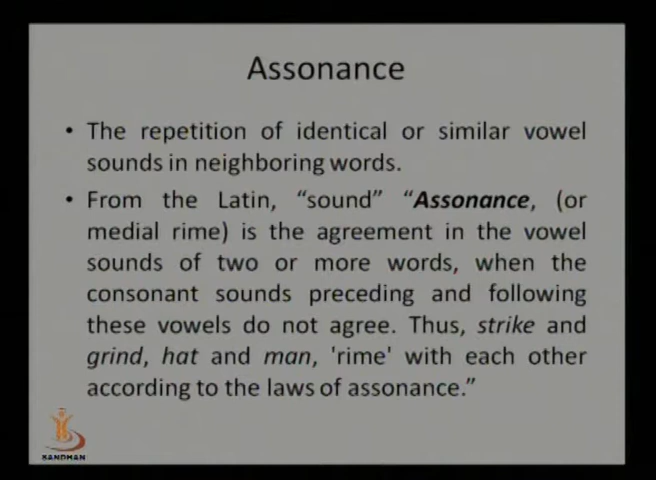 Assonance
• The repetition of identical or similar vowel
sounds in neighboring words.
• From the Latin, “sound” “Assonance, (or
medial rime) is the agreement in the vowel
sounds of two or more words, when the
consonant sounds preceding and following
these vowels do not agree. Thus, strike and
grind, hat and man, 'rime' with each other
according to the laws of assonance.”
SANDHAN